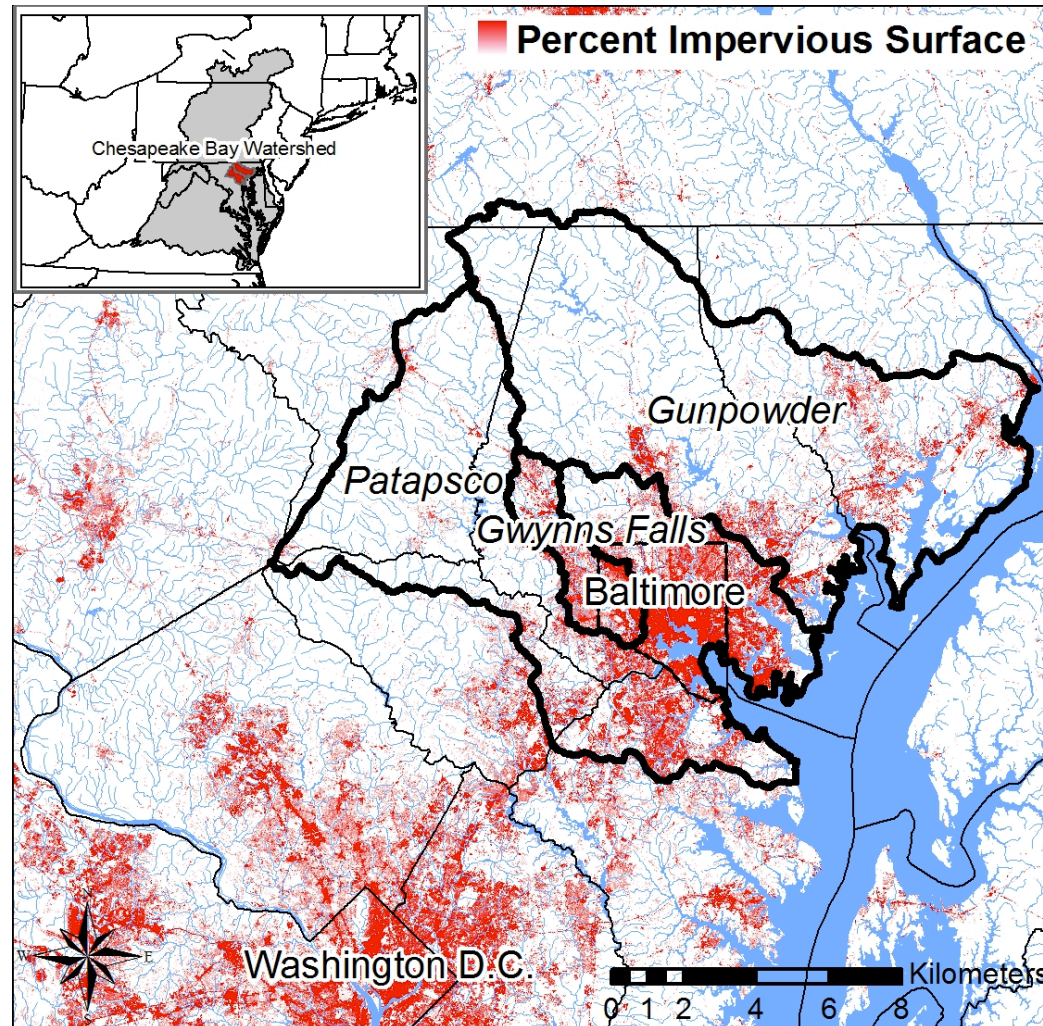 Percent Impervious Surface
Chesapeake Bay Watershed
Gunpowder
Patapsco
Gwynns Falls
Baltimore
Washington D.C.
N
W E
S
Kilometers
0 1 2 4 6 8